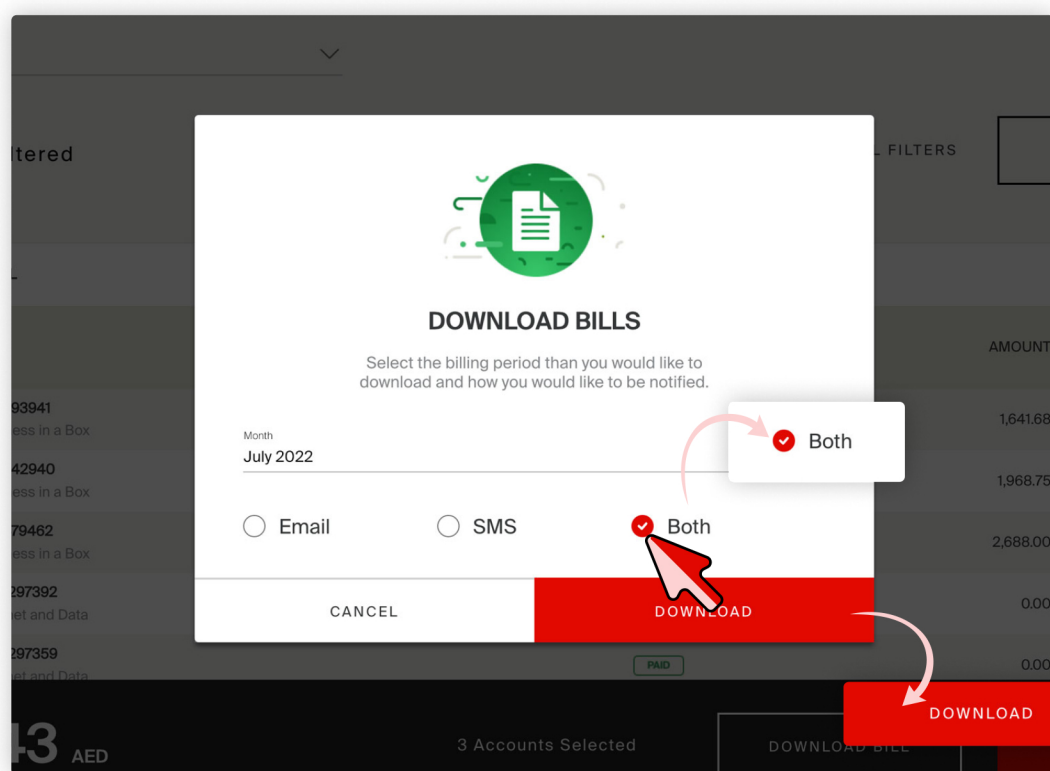 ltered
L FILTERS
DOWNLOAD BILLS
Select the billing period than you would like to
download and how you would like to be notified.
AMOUNT
93941
ess in a Box
1,641.68
Month
July 2022
Both
42940
ess in a Box
1,968.75
Email
SMS
Both
79462
ess in a Box
2,688.00
297392
et and Data
0.00
CANCEL
DOWNLOAD
297359
et and Data
PAID
0.00
43 AED
3 Accounts Selected
DOWNLOAD BILL
DOWNLOAD